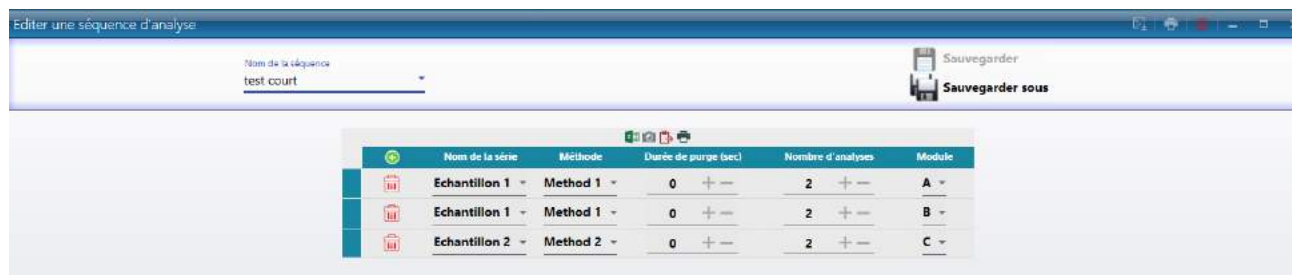 Editer une séquence d'analyse
Nom de la séquence
test court
Sauvegarder
Sauvegarder sous
Nom de la série Méthode Durée de purge (sec) Nombre d'analyses Module
Echantillon 1 Method 1 0 2 A
Echantillon 1 Method 1 0 2 B
Echantillon 2 Method 2 0 2 C